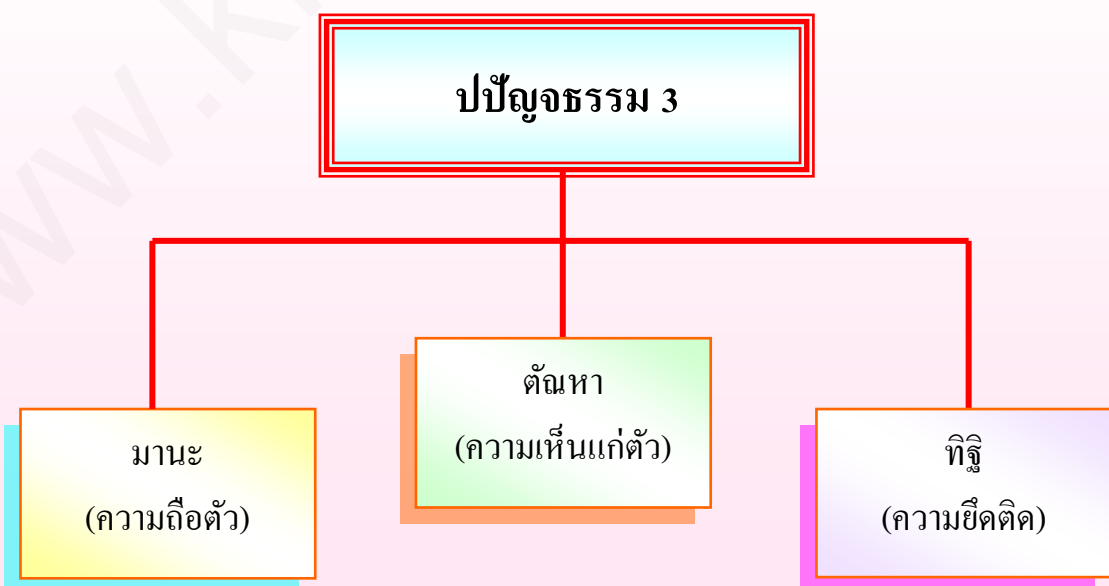 ปปัญจธรรม 3
มานะ
(ความถือตัว)
ตัณหา
(ความเห็นแก่ตัว)
ทิฐิ
(ความยึดติด)